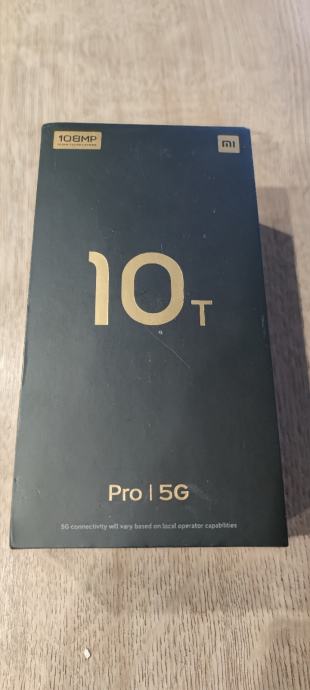 108MP
mi
10T
Pro | 5G
5G connectivity will vary based on local operator capabilities